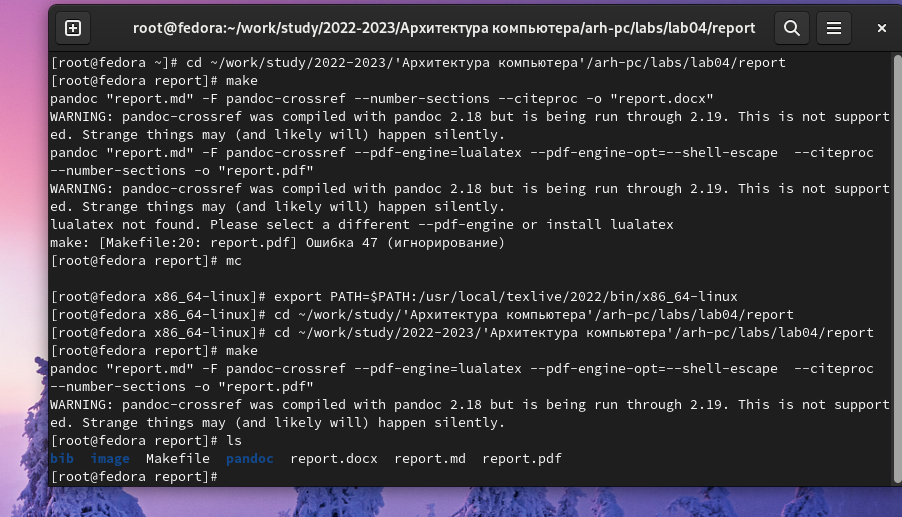 root@fedora:~/work/study/2022-2023/Архитектура компьютера/arh-pc/labs/lab04/report
[root@fedora ~]# cd ~/work/study/2022-2023/'Архитектура компьютера'/arh-pc/labs/lab04/report
[root@fedora report]# make
pandoc "report.md" -F pandoc-crossref --number-sections --citeproc -o "report.docx"
WARNING: pandoc-crossref was compiled with pandoc 2.18 but is being run through 2.19. This is not support
ed. Strange things may (and likely will) happen silently.
pandoc "report.md" -F pandoc-crossref --pdf-engine=lualatex --pdf-engine-opt=--shell-escape  --citeproc
--number-sections -o "report.pdf"
WARNING: pandoc-crossref was compiled with pandoc 2.18 but is being run through 2.19. This is not support
ed. Strange things may (and likely will) happen silently.
lualatex not found. Please select a different --pdf-engine or install lualatex
make: [Makefile:20: report.pdf] Ошибка 47 (игнорирование)
[root@fedora report]# mc
[root@fedora x86_64-linux]# export PATH=$PATH:/usr/local/texlive/2022/bin/x86_64-linux
[root@fedora x86_64-linux]# cd ~/work/study/'Архитектура компьютера'/arh-pc/labs/lab04/report
[root@fedora x86_64-linux]# cd ~/work/study/2022-2023/'Архитектура компьютера'/arh-pc/labs/lab04/report
[root@fedora report]# make
pandoc "report.md" -F pandoc-crossref --pdf-engine=lualatex --pdf-engine-opt=--shell-escape  --citeproc
--number-sections -o "report.pdf"
WARNING: pandoc-crossref was compiled with pandoc 2.18 but is being run through 2.19. This is not support
ed. Strange things may (and likely will) happen silently.
[root@fedora report]# ls
bib  image  Makefile  pandoc  report.docx  report.md  report.pdf
[root@fedora report]#